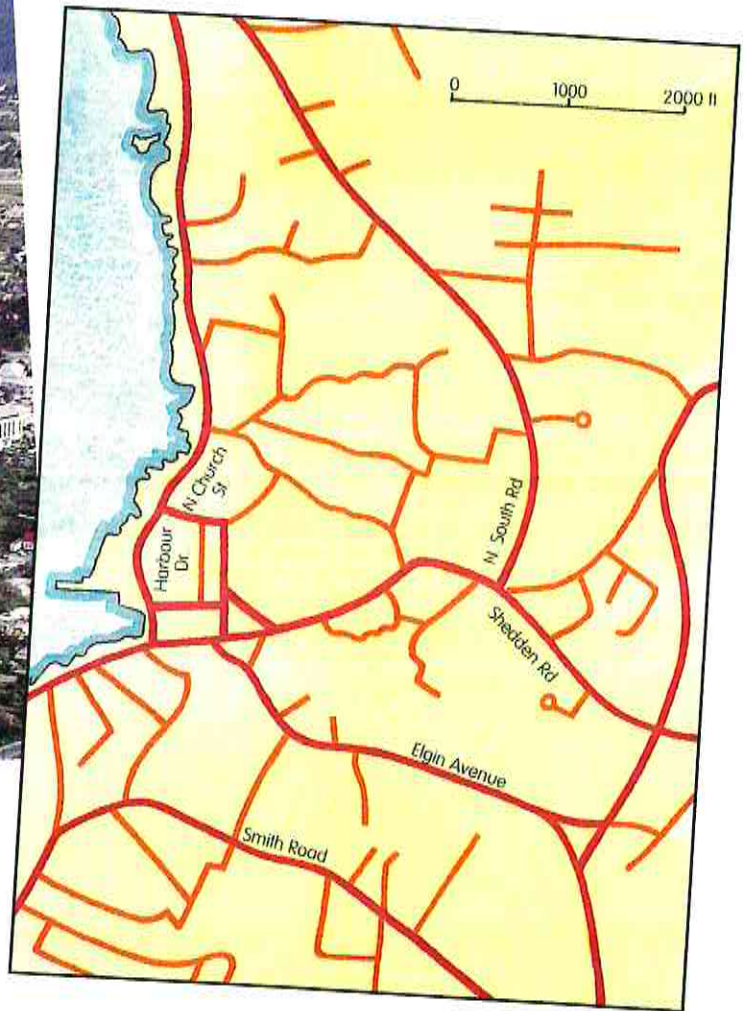 0 1000 2000 ft
N Church
St
Harbour
Dr
N South Rd
Shedden Rd
Elgin Avenue
Smith Road